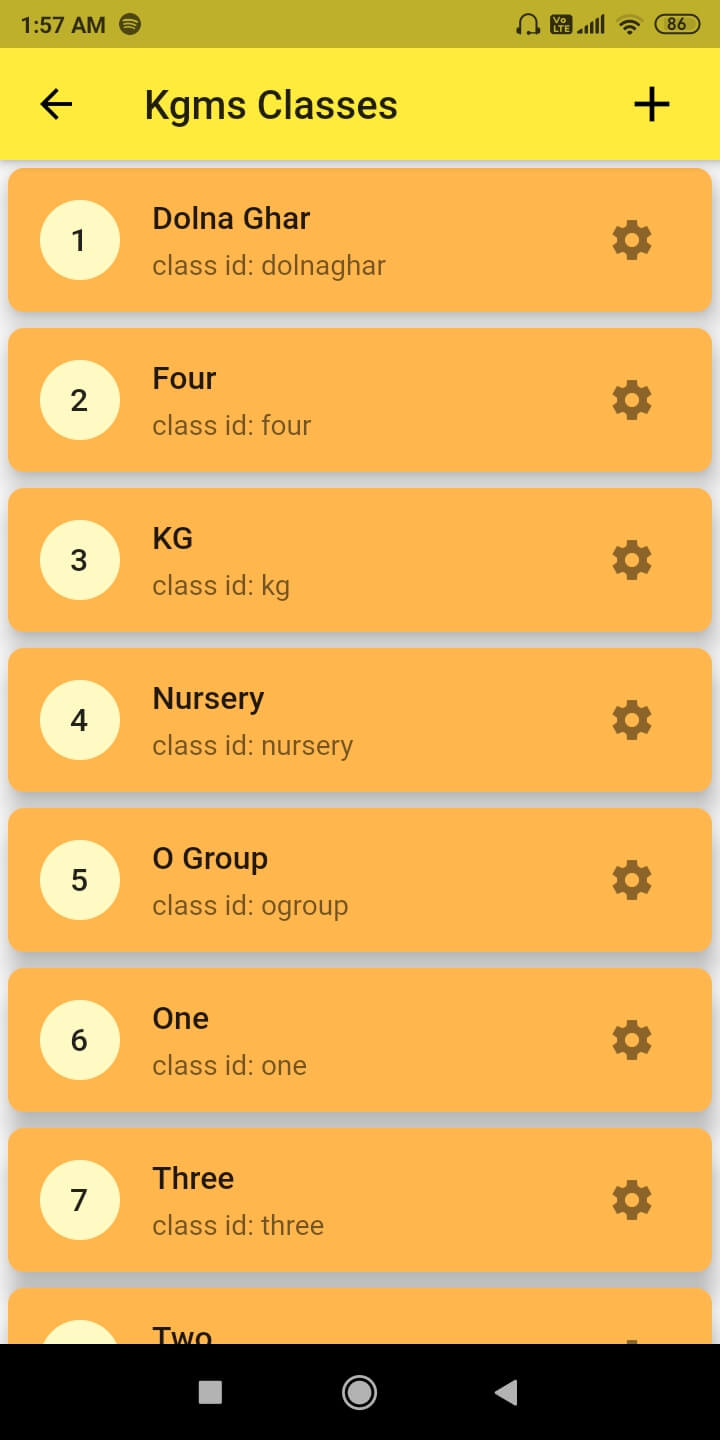 1:57 AM
Vo LTE
86
Kgms Classes
1
Dolna Ghar
class id: dolnaghar
2
Four
class id: four
3
KG
class id: kg
4
Nursery
class id: nursery
5
O Group
class id: ogroup
6
One
class id: one
7
Three
class id: three
Two